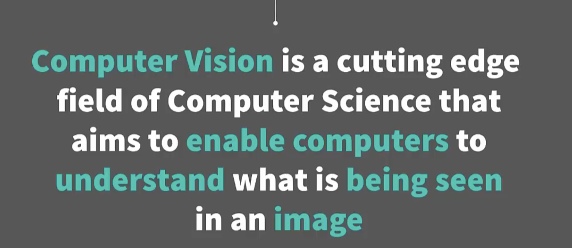 Computer Vision is a cutting edge
field of Computer Science that
aims to enable computers to
understand what is being seen
in an image